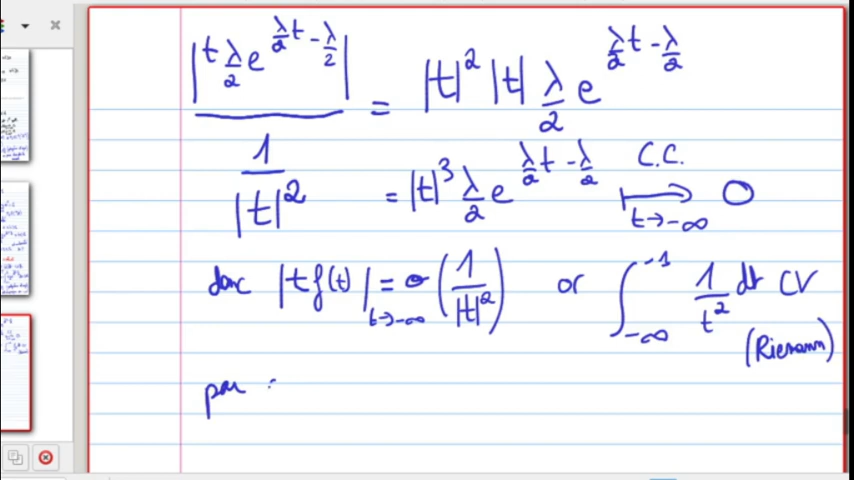 |t λ/2 e^(λ/2 t - λ/2)| / (1/|t|²) = |t|² |t| λ/2 e^(λ/2 t - λ/2)
= |t|³ λ/2 e^(λ/2 t - λ/2) C.C. ⟼ t→-∞ 0
donc |t f(t)| = o t→-∞ (1/|t|²) or ∫_{-∞}^{-1} 1/t² dt CV
(Riemann)
par